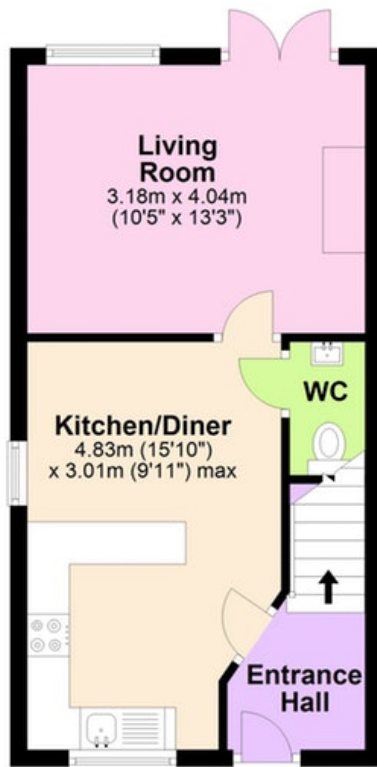 Living
Room
3.18m x 4.04m
(10'5" x 13'3")
WC
Kitchen/Diner
4.83m (15'10")
x 3.01m (9'11") max
Entrance
Hall